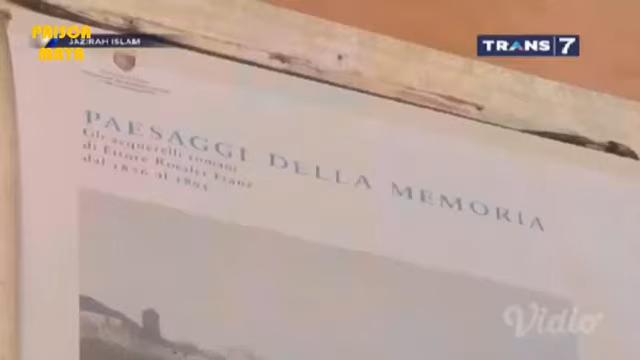 PRISON
MATA
JAZIRAH ISLAM
TRANS 7
PAESAGGI DELLA MEMORIA
Gli acquerelli romani
di Ettore Roesler Franz
dal 1876 al 1895
Vidio